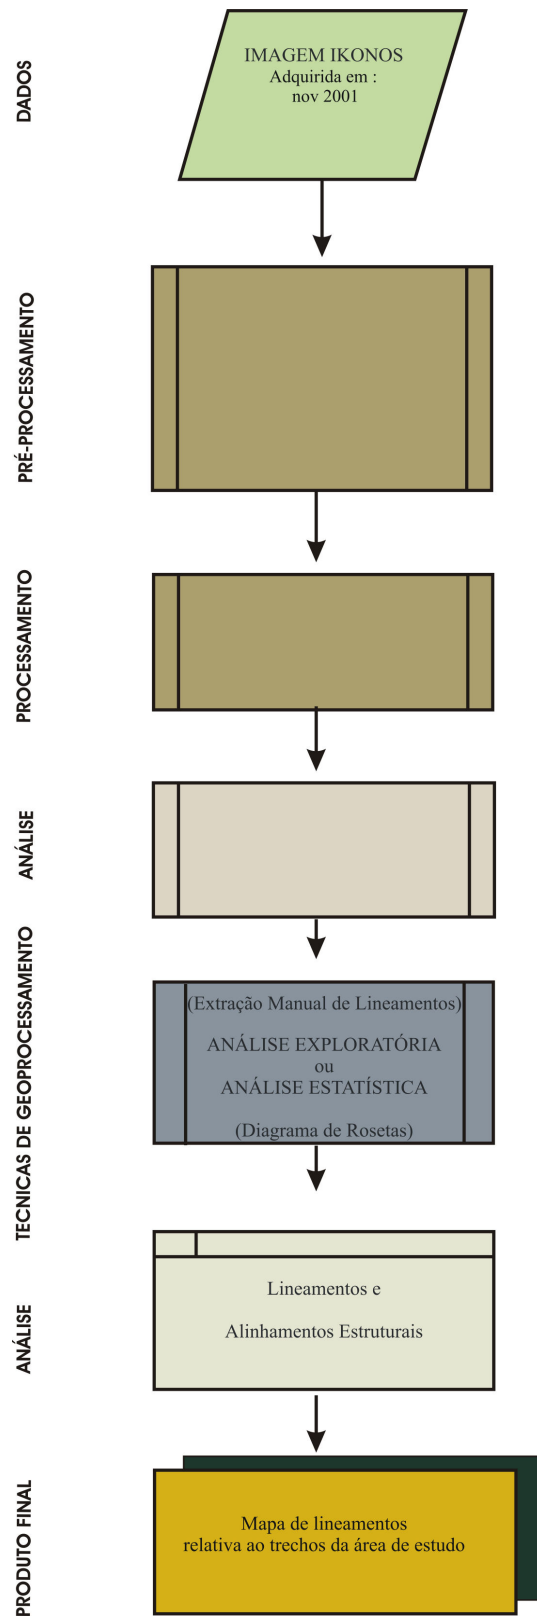 DADOS
IMAGEM IKONOS
Adquirida em :
nov 2001
PRÉ-PROCESSAMENTO
PROCESSAMENTO
ANÁLISE
TECNICAS DE GEOPROCESSAMENTO
(Extração Manual de Lineamentos)
ANÁLISE EXPLORATÓRIA
ou
ANÁLISE ESTATÍSTICA
(Diagrama de Rosetas)
ANÁLISE
Lineamentos e
Alinhamentos Estruturais
PRODUTO FINAL
Mapa de lineamentos
relativa ao trechos da área de estudo